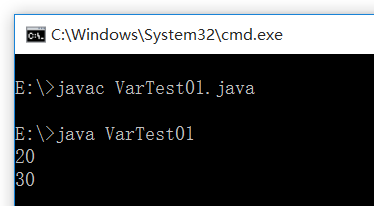 C:\Windows\System32\cmd.exe
E:\>javac VarTest01.java
E:\>java VarTest01
20
30